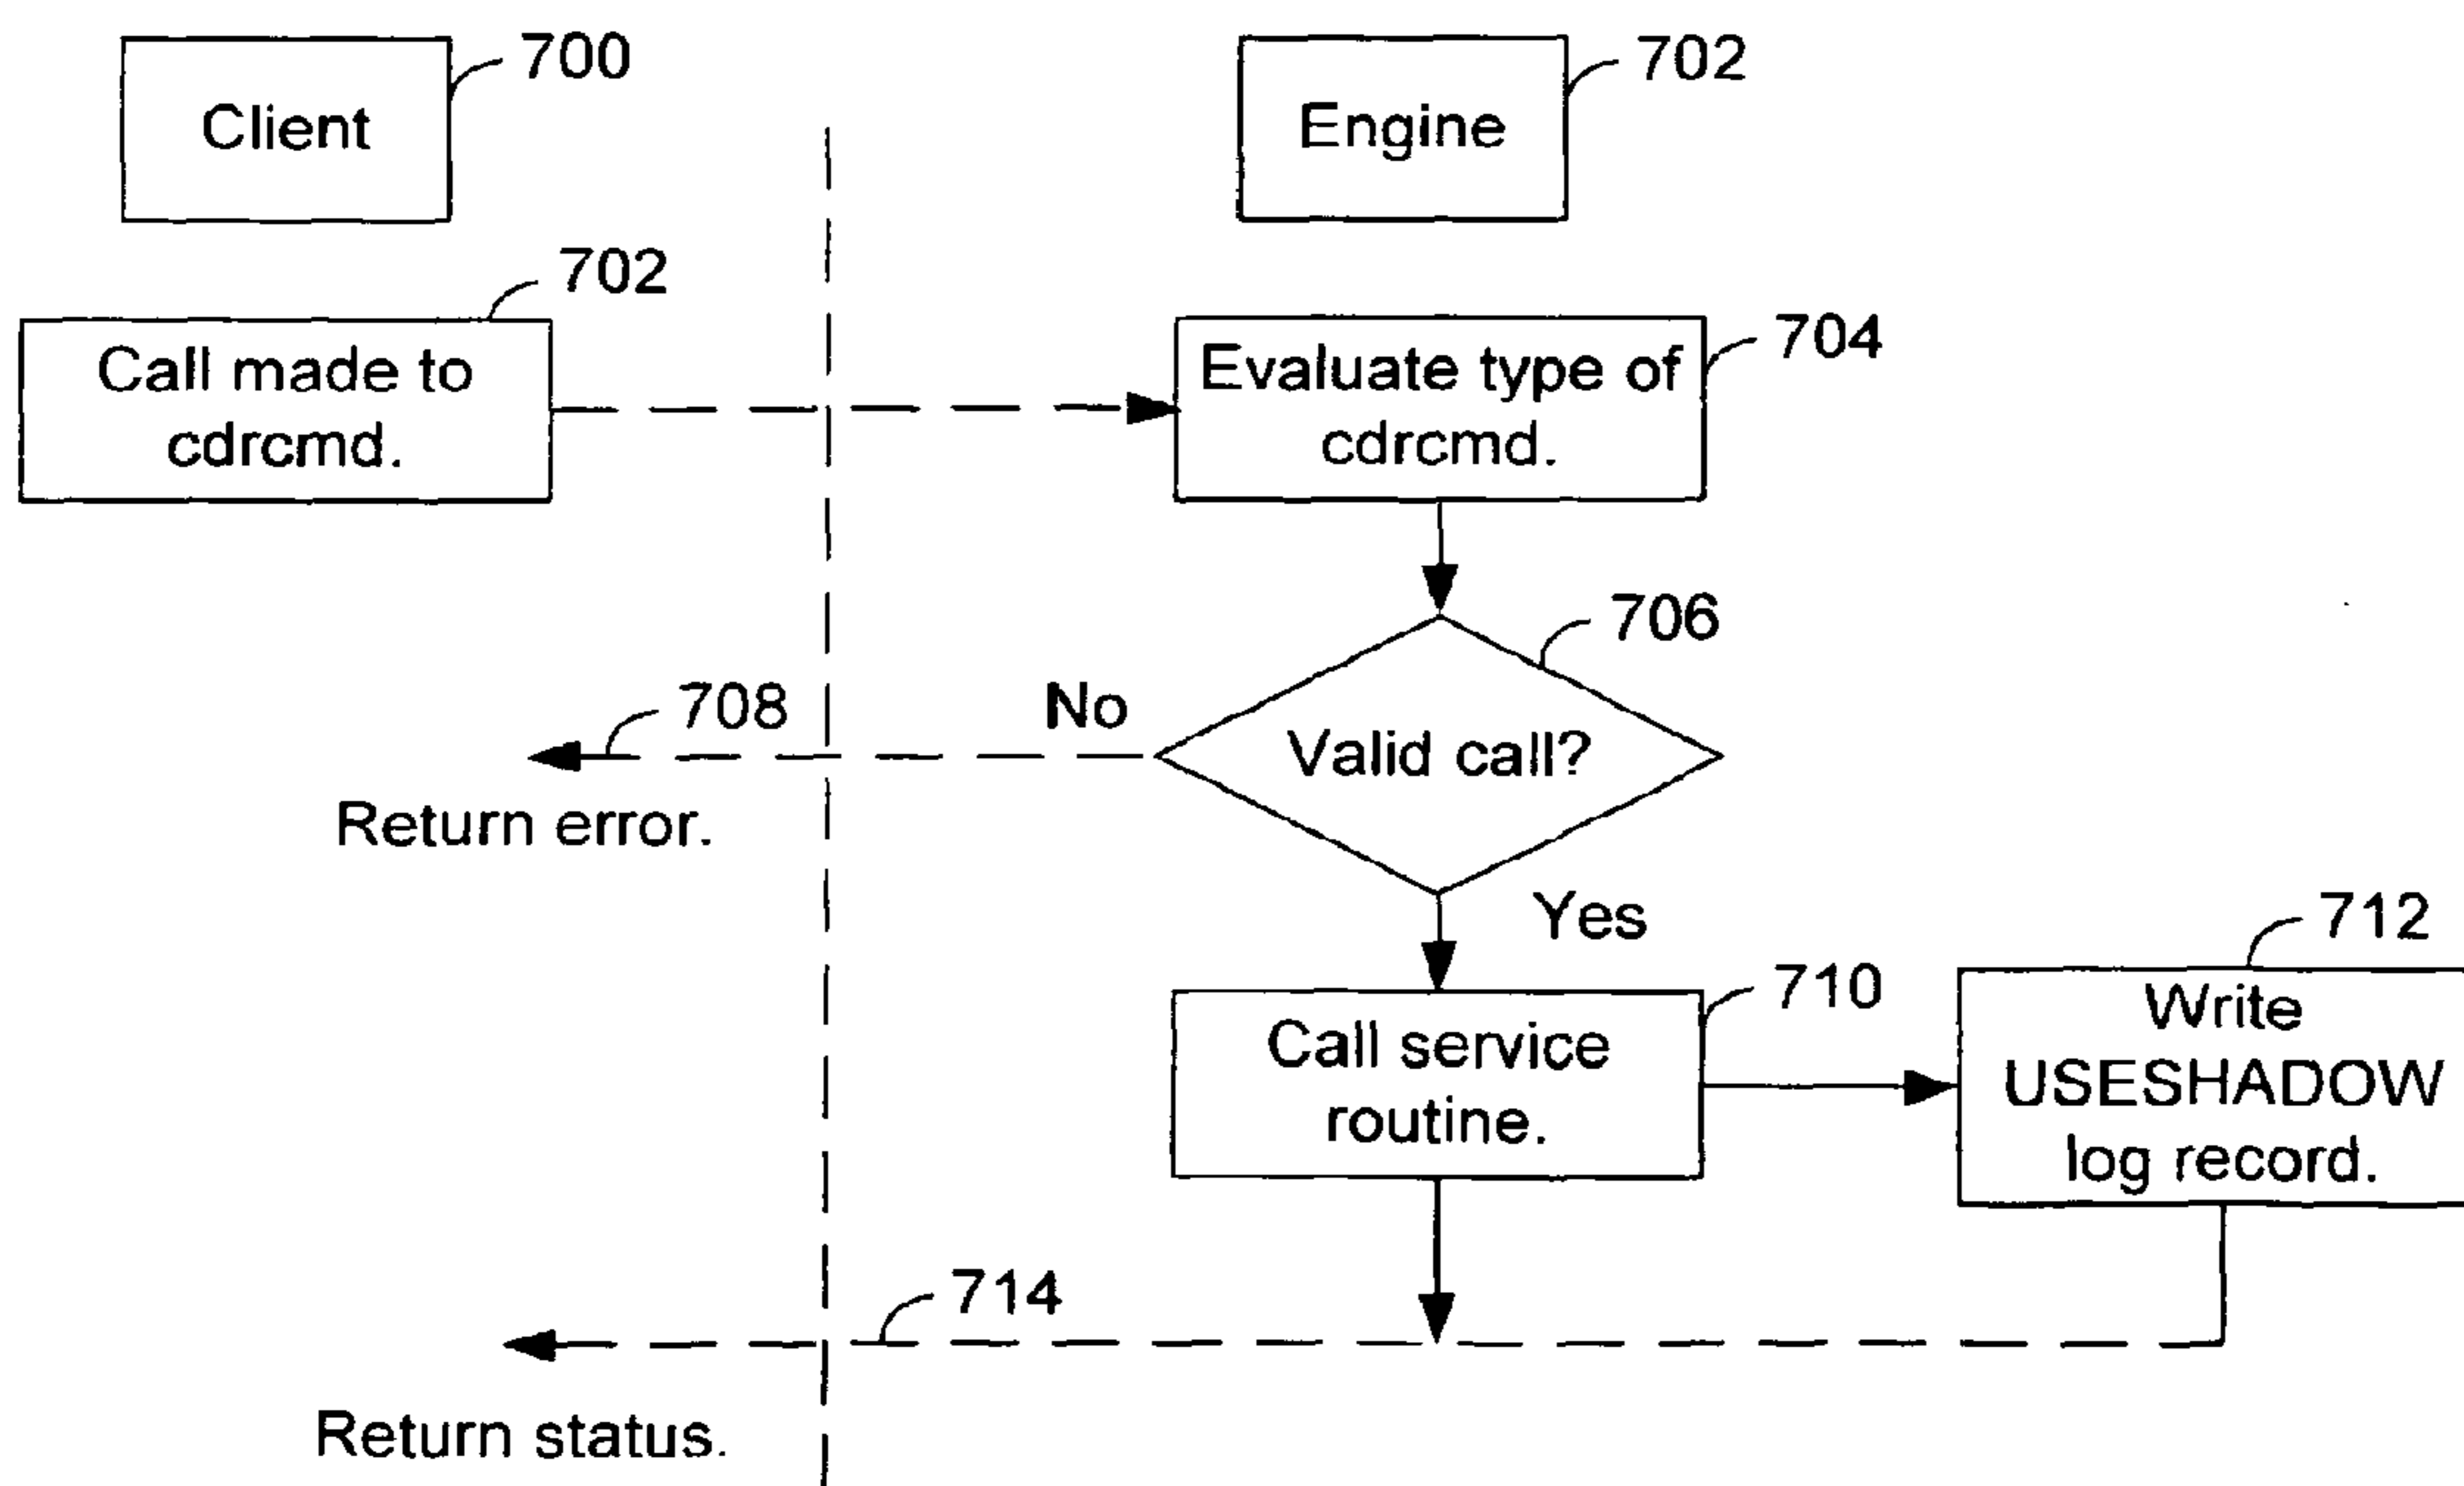 700
Client
702
Engine
702
Call made to
cdrcmd.
704
Evaluate type of
cdrcmd.
706
Valid call?
No
708
Return error.
Yes
710
Call service
routine.
712
Write
USESHADOW
log record.
714
Return status.